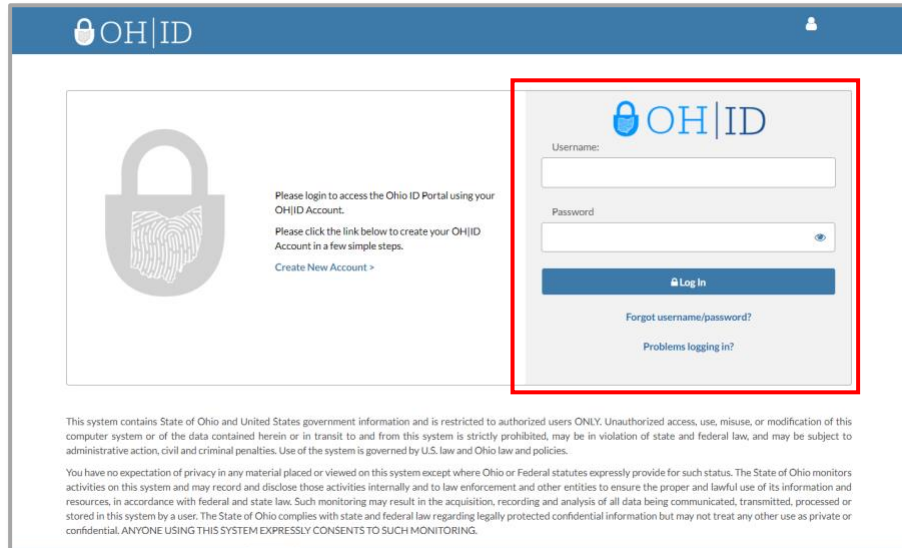 OH|ID
OH|ID
Username:
Please login to access the Ohio ID Portal using your
OH|ID Account.
Please click the link below to create your OH|ID
Account in a few simple steps.
Create New Account >
Password
Log In
Forgot username/password?
Problems logging in?
This system contains State of Ohio and United States government information and is restricted to authorized users ONLY. Unauthorized access, use, misuse, or modification of this
computer system or of the data contained herein or in transit to and from this system is strictly prohibited, may be in violation of state and federal law, and may be subject to
administrative action, civil and criminal penalties. Use of the system is governed by U.S. law and Ohio law and policies.
You have no expectation of privacy in any material placed or viewed on this system except where Ohio or Federal statutes expressly provide for such status. The State of Ohio monitors
activities on this system and may record and disclose those activities internally and to law enforcement and other entities to ensure the proper and lawful use of its information and
resources, in accordance with federal and state law. Such monitoring may result in the acquisition, recording and analysis of all data being communicated, transmitted, processed or
stored in this system by a user. The State of Ohio complies with state and federal law regarding legally protected confidential information but may not treat any other use as private or
confidential. ANYONE USING THIS SYSTEM EXPRESSLY CONSENTS TO SUCH MONITORING.